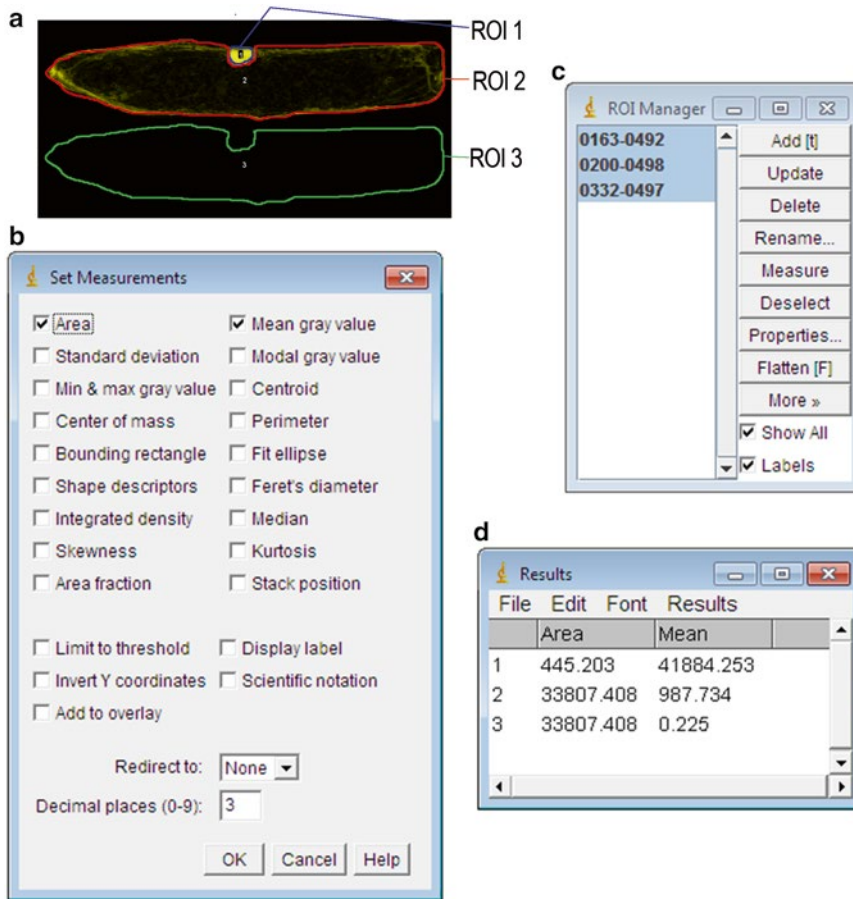 a
ROI 1
1
2
ROI 2
3
ROI 3
b
Set Measurements
Area
Mean gray value
Standard deviation
Modal gray value
Min & max gray value
Centroid
Center of mass
Perimeter
Bounding rectangle
Fit ellipse
Shape descriptors
Feret's diameter
Integrated density
Median
Skewness
Kurtosis
Area fraction
Stack position
Limit to threshold
Display label
Invert Y coordinates
Scientific notation
Add to overlay
Redirect to: None
Decimal places (0-9): 3
OK Cancel Help
c
ROI Manager
0163-0492
0200-0498
0332-0497
Add [t]
Update
Delete
Rename...
Measure
Deselect
Properties...
Flatten [F]
More »
Show All
Labels
d
Results
File Edit Font Results
Area Mean
1 445.203 41884.253
2 33807.408 987.734
3 33807.408 0.225